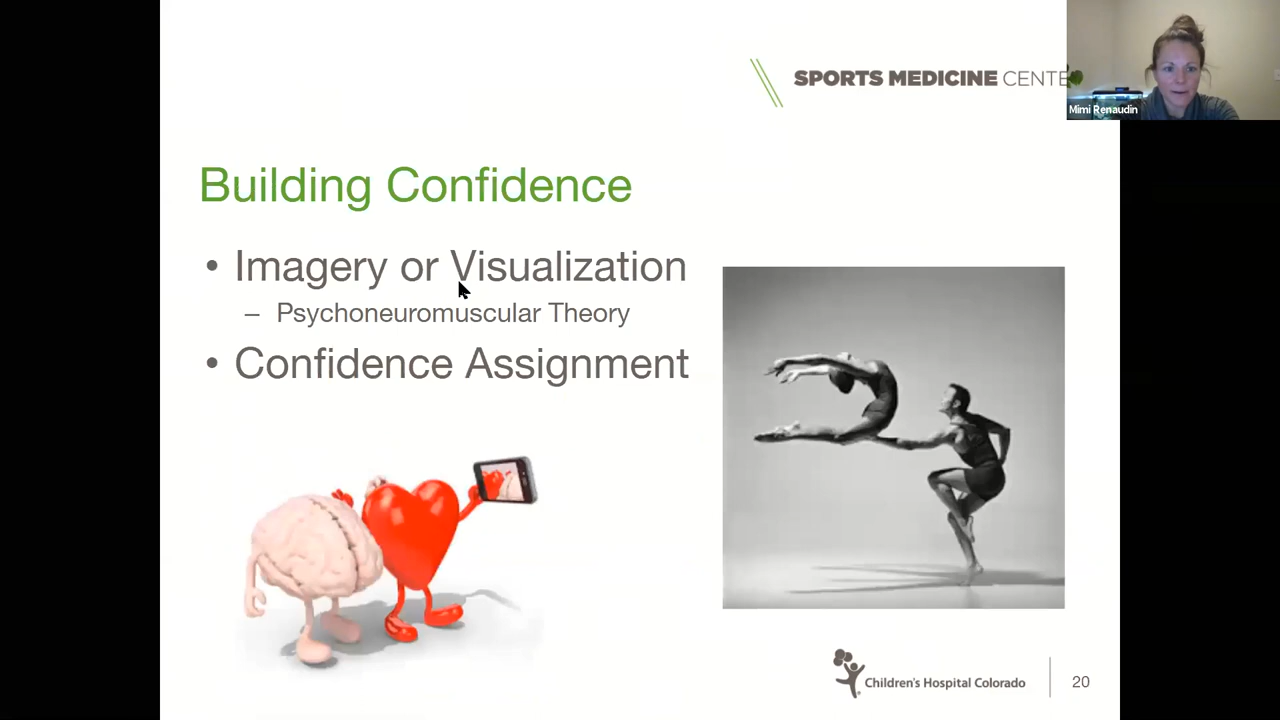 SPORTS MEDICINE CENTE
Mimi Renaudin
Building Confidence
• Imagery or Visualization
– Psychoneuromuscular Theory
• Confidence Assignment
Children's Hospital Colorado
20